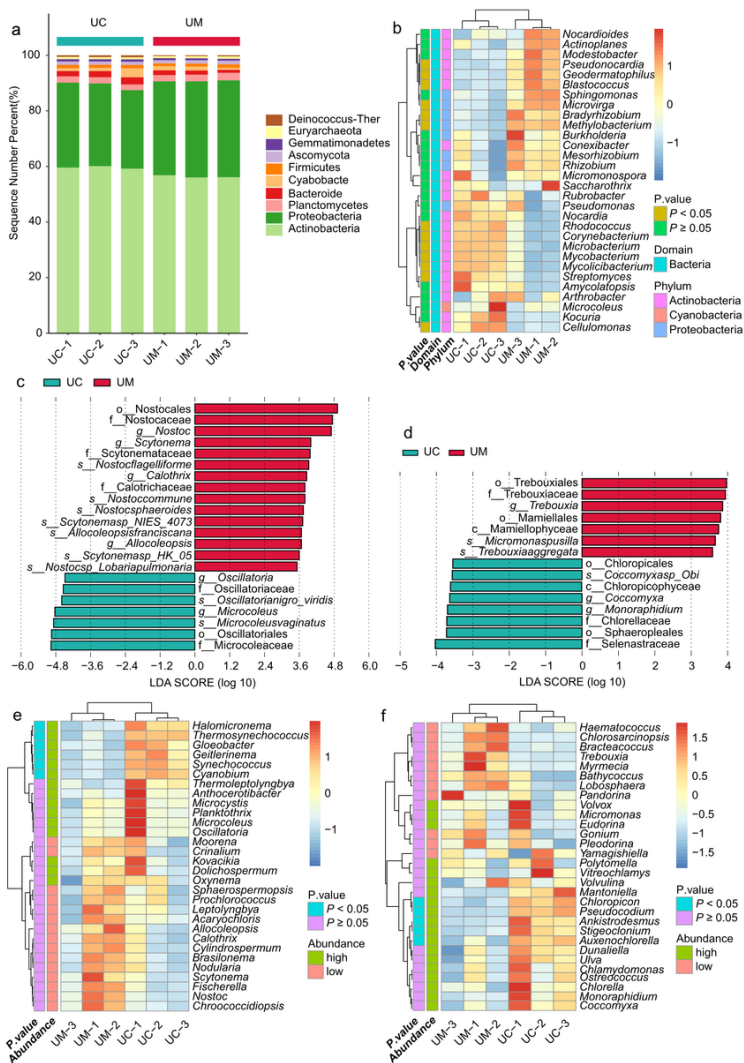 a
UC
UM
100
80
60
40
20
0
Sequence Number Percent(%)
UC-1
UC-2
UC-3
UM-1
UM-2
UM-3
Deinococcus-Ther
Euryarchaeota
Gemmatimonadetes
Ascomycota
Firmicutes
Cyabobacte
Bacteroide
Planctomycetes
Proteobacteria
Actinobacteria
b
Nocardioides
Actinoplanes
Modestobacter
Pseudonocardia
Geodermatophilus
Blastococcus
Sphingomonas
Microvirga
Bradyrhizobium
Methylobacterium
Burkholderia
Conexibacter
Mesorhizobium
Rhizobium
Micromonospora
Saccharothrix
Rubrobacter
Pseudomonas
Nocardia
Rhodococcus
Corynebacterium
Microbacterium
Mycobacterium
Mycolicibacterium
Streptomyces
Amycolatopsis
Arthrobacter
Microcoleus
Kocuria
Cellulomonas
P.value
Domain
Phylum
UC-1
UC-2
UC-3
UM-3
UM-1
UM-2
1
0
−1
P.value
P < 0.05
P ≥ 0.05
Domain
Bacteria
Phylum
Actinobacteria
Cyanobacteria
Proteobacteria
c
UC
UM
o__Nostocales
f__Nostocaceae
g__Nostoc
g__Scytonema
f__Scytonemataceae
s__Nostocflagelliforme
g__Calothrix
f__Calotrichaceae
s__Nostoccommune
s__Nostocsphaeroides
s__Scytonemasp_NIES_4073
s__Allocoleopsisfranciscana
g__Allocoleopsis
s__Scytonemasp_HK_05
s__Nostocsp_Lobariapulmonaria
g__Oscillatoria
f__Oscillatoriaceae
s__Oscillatorianigro_viridis
g__Microcoleus
s__Microcoleusvaginatus
o__Oscillatoriales
f__Microcoleaceae
−6.0 −4.8 −3.6 −2.4 −1.2 0.0 1.2 2.4 3.6 4.8 6.0
LDA SCORE (log 10)
d
UC
UM
o__Trebouxiales
f__Trebouxiaceae
g__Trebouxia
o__Mamiellales
c__Mamiellophyceae
s__Micromonaspusilla
s__Trebouxiaaggregata
o__Chloropicales
s__Coccomyxasp_Obi
c__Chloropicophyceae
g__Coccomyxa
g__Monoraphidium
f__Chlorellaceae
o__Sphaeropleales
f__Selenastraceae
−5 −4 −3 −2 −1 0 1 2 3 4
LDA SCORE (log 10)
e
Halomicronema
Thermosynechococcus
Gloeobacter
Geitlerinema
Synechococcus
Cyanobium
Thermoleptolyngbya
Anthocerotibacter
Microcystis
Planktothrix
Microcoleus
Oscillatoria
Moorena
Crinalium
Kovacikia
Dolichospermum
Oxynema
Sphaerospermopsis
Prochlorococcus
Leptolyngbya
Acaryochloris
Allocoleopsis
Calothrix
Cylindrospermum
Brasilonema
Nodularia
Scytonema
Fischerella
Nostoc
Chroococcidiopsis
P.value
Abundance
UM-3
UM-1
UM-2
UC-1
UC-2
UC-3
1
0
−1
P.value
P < 0.05
P ≥ 0.05
Abundance
high
low
f
Haematococcus
Chlorosarcinopsis
Bracteacoccus
Trebouxia
Myrmecia
Bathycoccus
Lobosphaera
Pandorina
Volvox
Micromonas
Eudorina
Gonium
Pleodorina
Yamagishiella
Polytomella
Vitreochlamys
Volvulina
Mantoniella
Chloropicon
Pseudocodium
Ankistrodesmus
Stigeoclonium
Auxenochlorella
Dunaliella
Ulva
Chlamydomonas
Ostreococcus
Chlorella
Monoraphidium
Coccomyxa
P.value
Abundance
UM-3
UM-1
UM-2
UC-1
UC-2
UC-3
1.5
1
0.5
0
−0.5
−1
−1.5
P.value
P < 0.05
P ≥ 0.05
Abundance
high
low